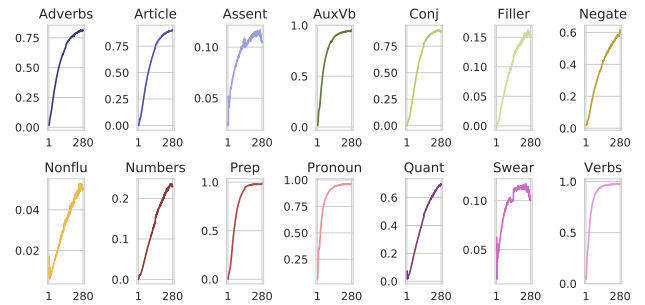 Adverbs Article Assent AuxVb Conj Filler Negate
0.75 0.50 0.25 0.00 1 280
0.75 0.50 0.25 0.00 1 280
0.10 0.05 1 280
1.0 0.5 0.0 1 280
0.75 0.50 0.25 0.00 1 280
0.15 0.10 0.05 0.00 1 280
0.6 0.4 0.2 0.0 1 280
Nonflu Numbers Prep Pronoun Quant Swear Verbs
0.04 0.02 1 280
0.2 0.1 0.0 1 280
1.0 0.5 0.0 1 280
1.00 0.75 0.50 0.25 1 280
0.6 0.4 0.2 0.0 1 280
0.10 0.05 1 280
1.0 0.5 0.0 1 280